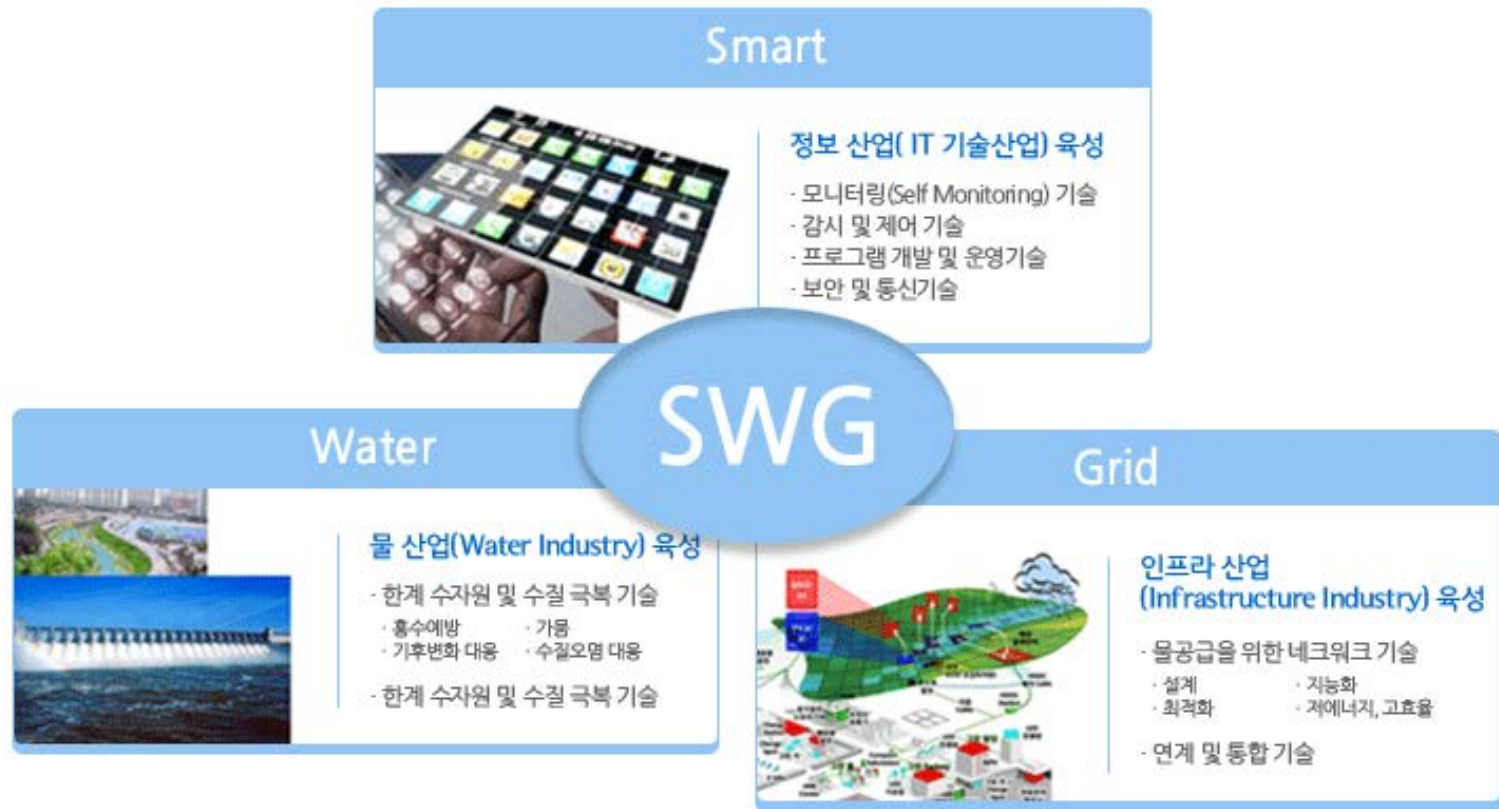 Smart
정보 산업( IT 기술산업) 육성
· 모니터링(Self Monitoring) 기술
· 감시 및 제어 기술
· 프로그램 개발 및 운영기술
· 보안 및 통신기술
SWG
Water
물 산업(Water Industry) 육성
· 한계 수자원 및 수질 극복 기술
· 홍수예방 · 가뭄
· 기후변화 대응 · 수질오염 대응
· 한계 수자원 및 수질 극복 기술
Grid
인프라 산업
(Infrastructure Industry) 육성
· 물공급을 위한 네크워크 기술
· 설계 · 지능화
· 최적화 · 저에너지, 고효율
· 연계 및 통합 기술